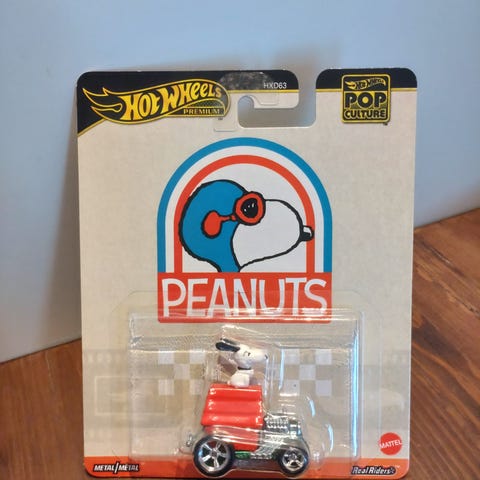 HOT WHEELS
PREMIUM
HXD63
HOT WHEELS
POP
CULTURE
PEANUTS
METAL/METAL
MATTEL
Real Riders